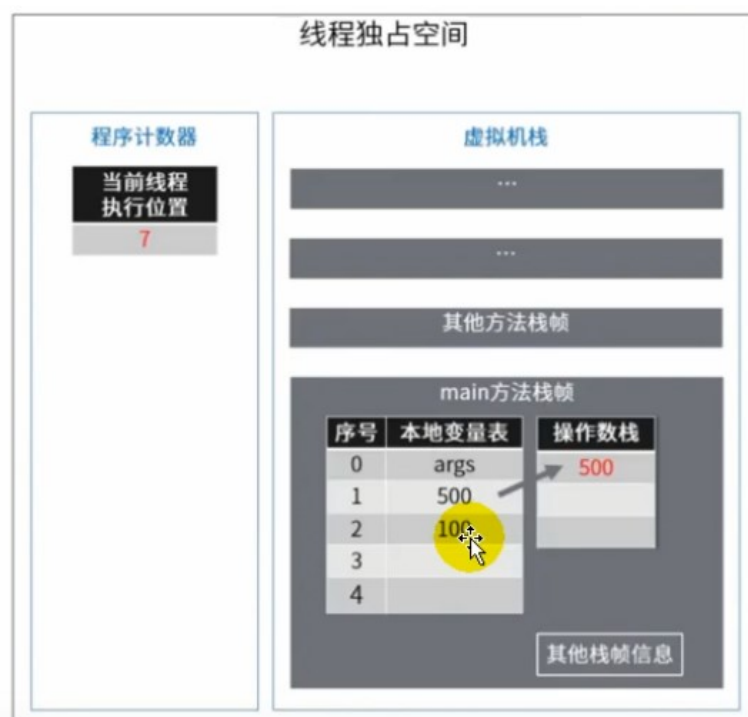 线程独占空间
程序计数器
当前线程
执行位置
7
虚拟机栈
...
...
其他方法栈帧
main方法栈帧
序号 本地变量表 操作数栈
0 args 500
1 500
2 100
3
4
其他栈帧信息